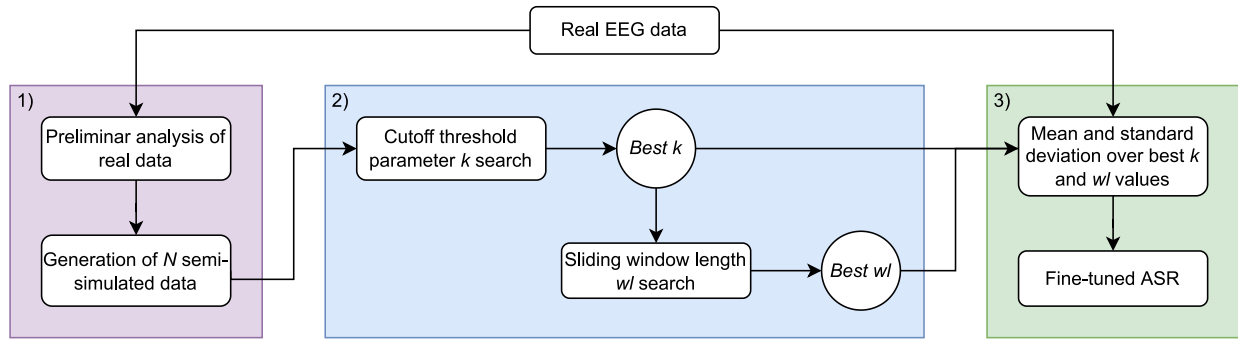 Real EEG data
1)
Preliminar analysis of
real data
Generation of N semi-
simulated data
2)
Cutoff threshold
parameter k search
Best k
Sliding window length
wl search
Best wl
3)
Mean and standard
deviation over best k
and wl values
Fine-tuned ASR